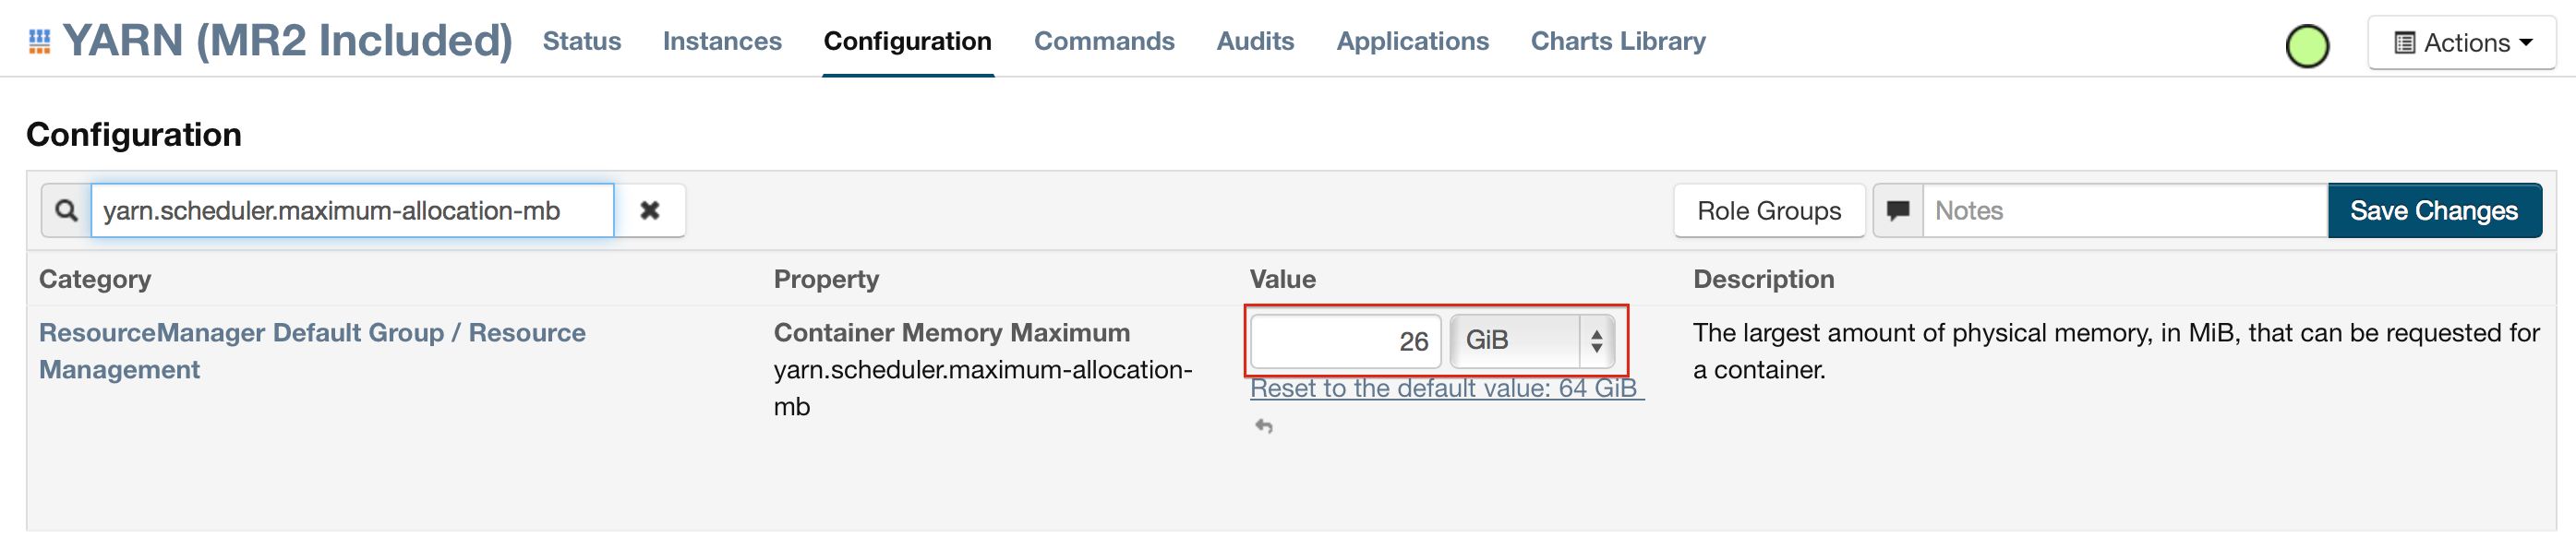 YARN (MR2 Included) Status Instances Configuration Commands Audits Applications Charts Library Actions
Configuration
yarn.scheduler.maximum-allocation-mb Role Groups Notes Save Changes
Category Property Value Description
ResourceManager Default Group / Resource
Management
Container Memory Maximum
yarn.scheduler.maximum-allocation-
mb
26 GiB
Reset to the default value: 64 GiB
The largest amount of physical memory, in MiB, that can be requested for
a container.